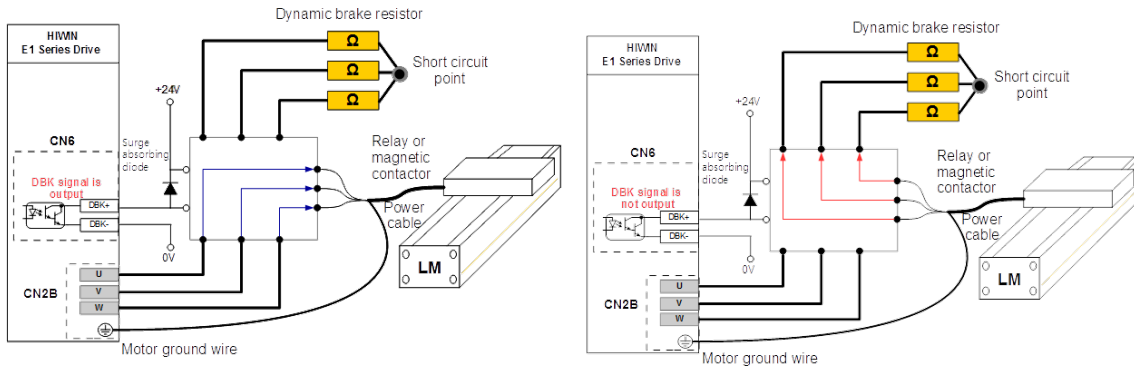 Dynamic brake resistor
HIWIN
E1 Series Drive
Ω
Ω
Ω
Short circuit
point
+24V
CN6
Surge
absorbing
diode
Relay or
magnetic
contactor
DBK signal is
output
DBK+
DBK-
Power
cable
0V
LM
CN2B
U
V
W
Motor ground wire
Dynamic brake resistor
HIWIN
E1 Series Drive
Ω
Ω
Ω
Short circuit
point
+24V
CN6
Surge
absorbing
diode
Relay or
magnetic
contactor
DBK signal is
not output
DBK+
DBK-
Power
cable
0V
LM
CN2B
U
V
W
Motor ground wire